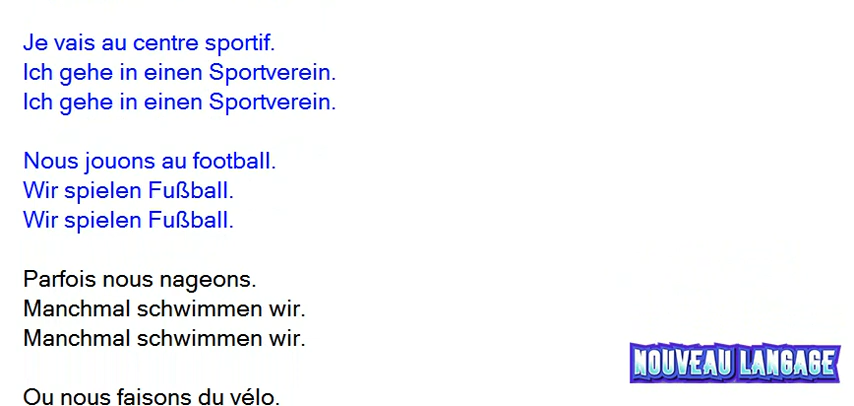 Je vais au centre sportif.
Ich gehe in einen Sportverein.
Ich gehe in einen Sportverein.
Nous jouons au football.
Wir spielen Fußball.
Wir spielen Fußball.
Parfois nous nageons.
Manchmal schwimmen wir.
Manchmal schwimmen wir.
NOUVEAU LANGAGE
Ou nous faisons du vélo.